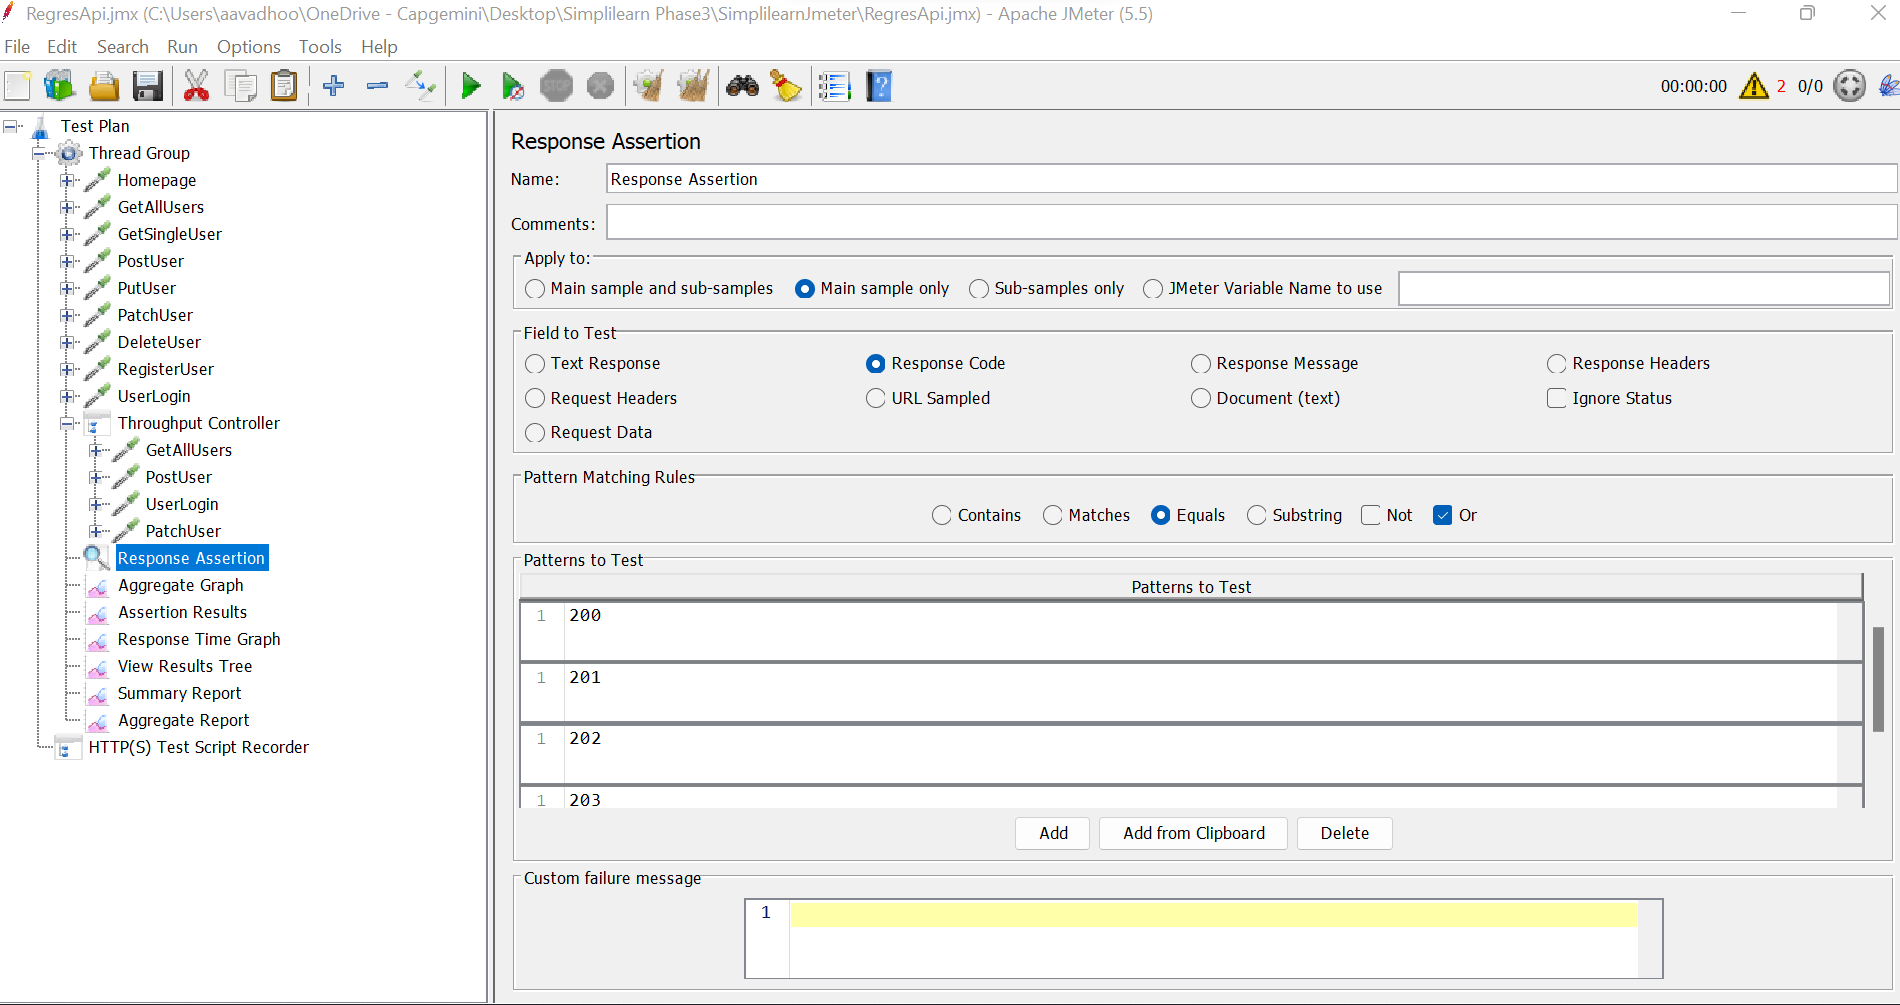 RegresApi.jmx (C:\Users\aavadhoo\OneDrive - Capgemini\Desktop\Simplilearn Phase3\SimplilearnJmeter\RegresApi.jmx) - Apache JMeter (5.5)
File Edit Search Run Options Tools Help
STOP
00:00:00 2 0/0
Test Plan
Thread Group
Homepage
GetAllUsers
GetSingleUser
PostUser
PutUser
PatchUser
DeleteUser
RegisterUser
UserLogin
Throughput Controller
GetAllUsers
PostUser
UserLogin
PatchUser
Response Assertion
Aggregate Graph
Assertion Results
Response Time Graph
View Results Tree
Summary Report
Aggregate Report
HTTP(S) Test Script Recorder
Response Assertion
Name: Response Assertion
Comments:
Apply to:
Main sample and sub-samples Main sample only Sub-samples only JMeter Variable Name to use
Field to Test
Text Response Response Code Response Message Response Headers
Request Headers URL Sampled Document (text) Ignore Status
Request Data
Pattern Matching Rules
Contains Matches Equals Substring Not Or
Patterns to Test
Patterns to Test
1 200
1 201
1 202
1 203
Add Add from Clipboard Delete
Custom failure message
1